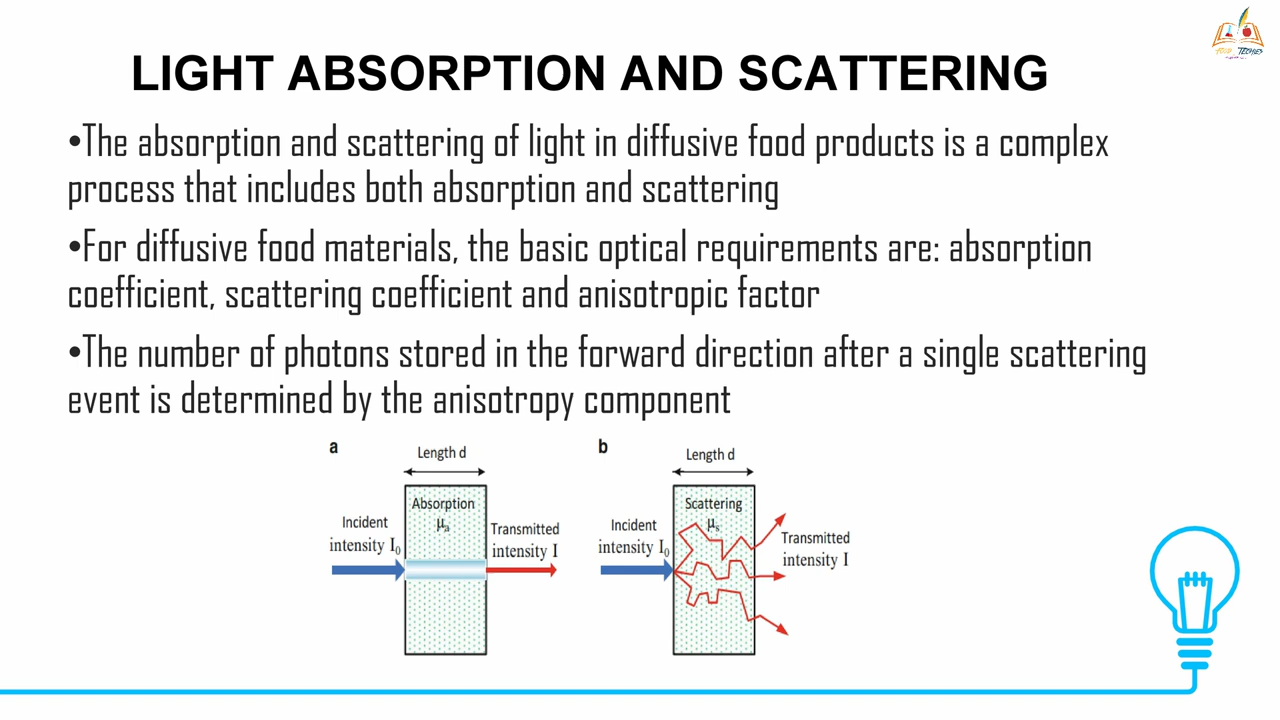 FOOD TECHIES
LIGHT ABSORPTION AND SCATTERING
•The absorption and scattering of light in diffusive food products is a complex
process that includes both absorption and scattering
•For diffusive food materials, the basic optical requirements are: absorption
coefficient, scattering coefficient and anisotropic factor
•The number of photons stored in the forward direction after a single scattering
event is determined by the anisotropy component
a
Length d
Absorption
μa
Incident
intensity I0
Transmitted
intensity I
b
Length d
Scattering
μs
Incident
intensity I0
Transmitted
intensity I